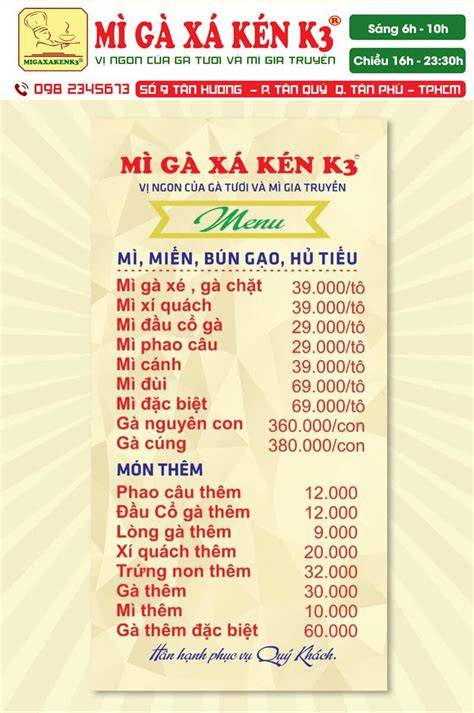 MIGAXAKENK3
MÌ GÀ XÁ KÉN K3®
VỊ NGON CỦA GÀ TƯƠI VÀ MÌ GIA TRUYỀN
Sáng 6h - 10h
Chiều 16h - 23:30h
098 2345673
SỐ 9 TÂN HƯƠNG - P. TÂN QUÝ Q. TÂN PHÚ - TPHCM
MÌ GÀ XÁ KÉN K3
VỊ NGON CỦA GÀ TƯƠI VÀ MÌ GIA TRUYỀN
Menu
MÌ, MIẾN, BÚN GẠO, HỦ TIẾU
Mì gà xé , gà chặt 39.000/tô
Mì xí quách 39.000/tô
Mì đầu cổ gà 29.000/tô
Mì phao câu 29.000/tô
Mì cánh 39.000/tô
Mì đùi 69.000/tô
Mì đặc biệt 69.000/tô
Gà nguyên con 360.000/con
Gà cúng 380.000/con
MÓN THÊM
Phao câu thêm 12.000
Đầu Cổ gà thêm 12.000
Lòng gà thêm 9.000
Xí quách thêm 20.000
Trứng non thêm 32.000
Gà thêm 30.000
Mì thêm 10.000
Gà thêm đặc biệt 60.000
Hân hạnh phục vụ Quý Khách.